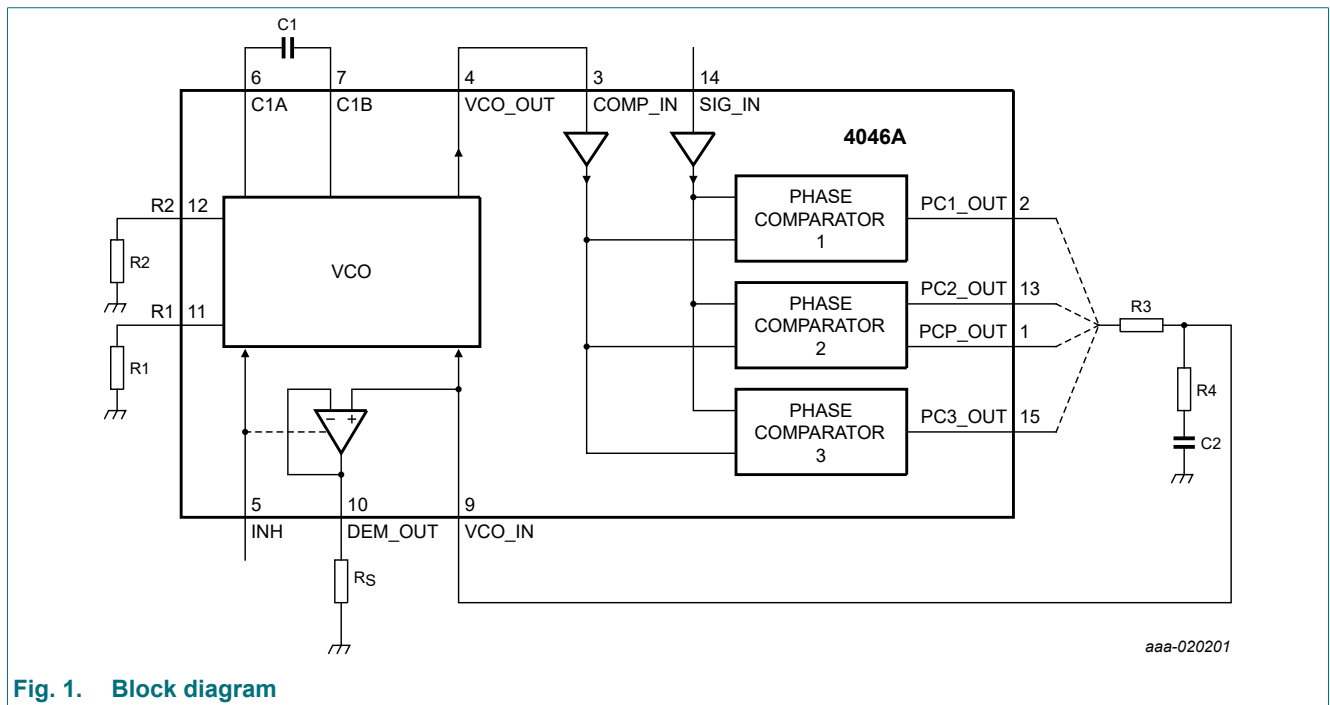 C1
6 7 4 3 14
C1A C1B VCO_OUT COMP_IN SIG_IN
4046A
R2 12
R2
R1 11
R1
VCO
PHASE
COMPARATOR
1
PC1_OUT 2
PHASE
COMPARATOR
2
PC2_OUT 13
PCP_OUT 1
PHASE
COMPARATOR
3
PC3_OUT 15
R3
R4
C2
− +
5 10 9
INH DEM_OUT VCO_IN
RS
aaa-020201
Fig. 1. Block diagram